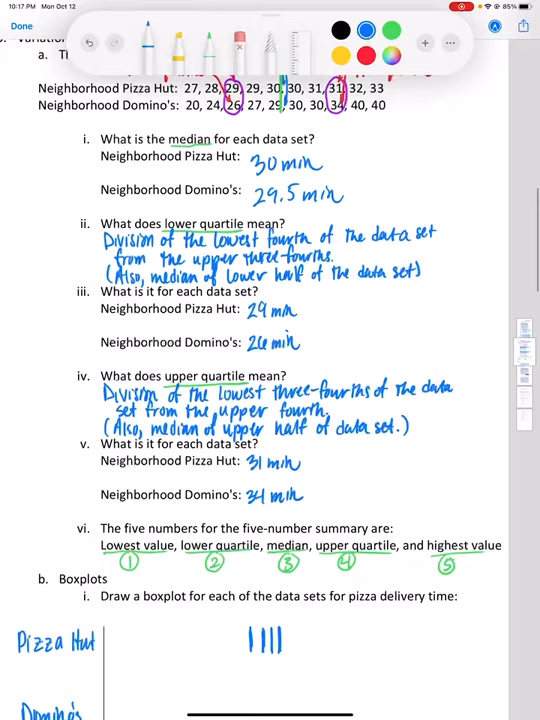 10:17 PM Mon Oct 12
85%
Done
a. Th
Neighborhood Pizza Hut: 27, 28, 29, 29, 30, 30, 31, 31, 32, 33
Neighborhood Domino's: 20, 24, 26, 27, 29, 30, 30, 34, 40, 40
i. What is the median for each data set?
Neighborhood Pizza Hut: 30 min
Neighborhood Domino's: 29.5 min
ii. What does lower quartile mean?
Division of the lowest fourth of the data set
from the upper three-fourths.
(Also, median of lower half of the data set)
iii. What is it for each data set?
Neighborhood Pizza Hut: 29 min
Neighborhood Domino's: 26 min
iv. What does upper quartile mean?
Division of the lowest three-fourths of the data
set from the upper fourth.
(Also, median of upper half of data set.)
v. What is it for each data set?
Neighborhood Pizza Hut: 31 min
Neighborhood Domino's: 34 min
vi. The five numbers for the five-number summary are:
Lowest value, lower quartile, median, upper quartile, and highest value
1 2 3 4 5
b. Boxplots
i. Draw a boxplot for each of the data sets for pizza delivery time:
Pizza Hut
Domino's